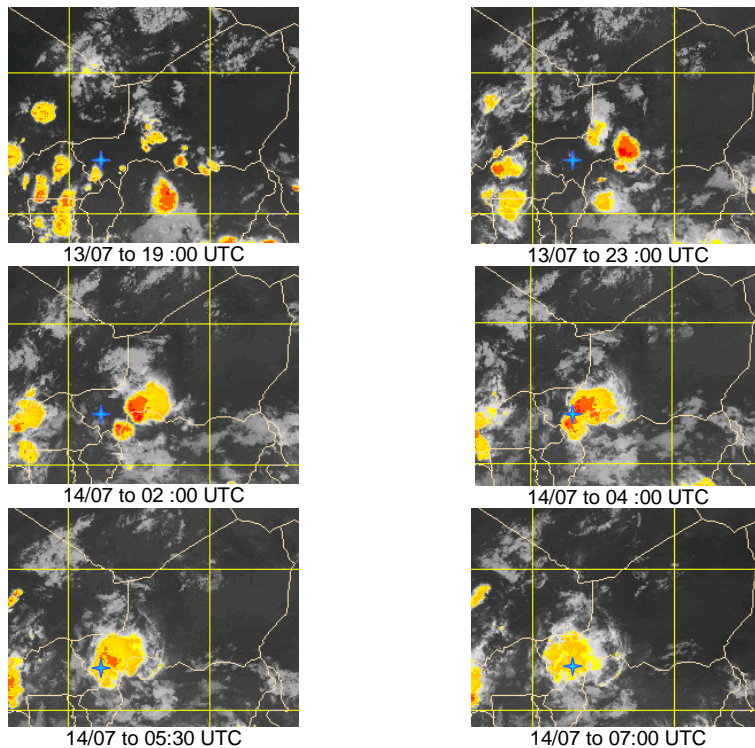 13/07 to 19 :00 UTC
13/07 to 23 :00 UTC
14/07 to 02 :00 UTC
14/07 to 04 :00 UTC
14/07 to 05:30 UTC
14/07 to 07:00 UTC